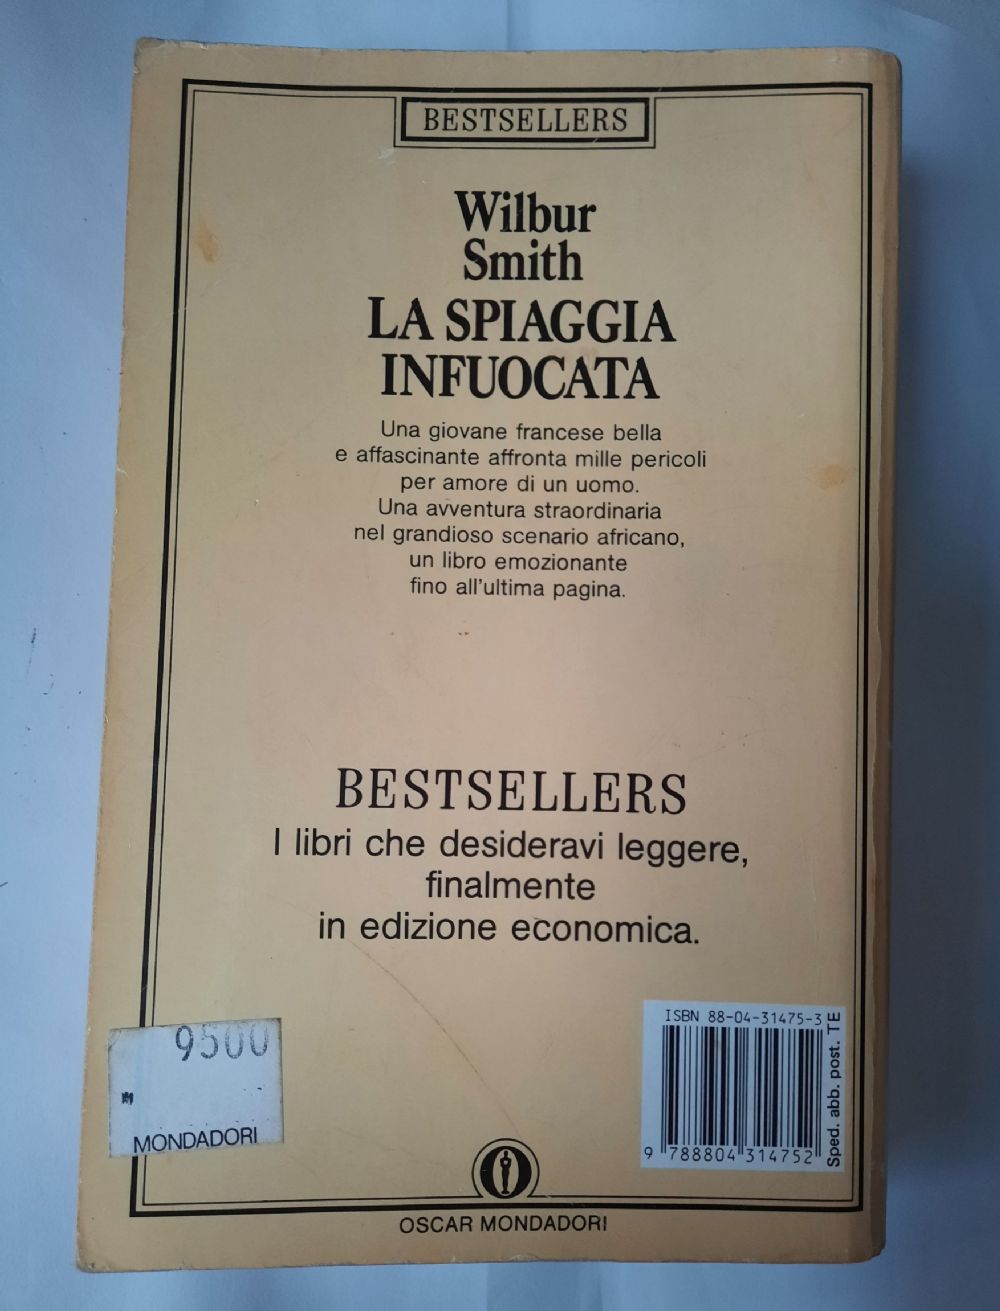 BESTSELLERS
Wilbur
Smith
LA SPIAGGIA
INFUOCATA
Una giovane francese bella
e affascinante affronta mille pericoli
per amore di un uomo.
Una avventura straordinaria
nel grandioso scenario africano,
un libro emozionante
fino all'ultima pagina.
BESTSELLERS
I libri che desideravi leggere,
finalmente
in edizione economica.
9500
MONDADORI
ISBN 88-04-31475-3
9 788804 314752
Sped. abb. post. TE
OSCAR MONDADORI